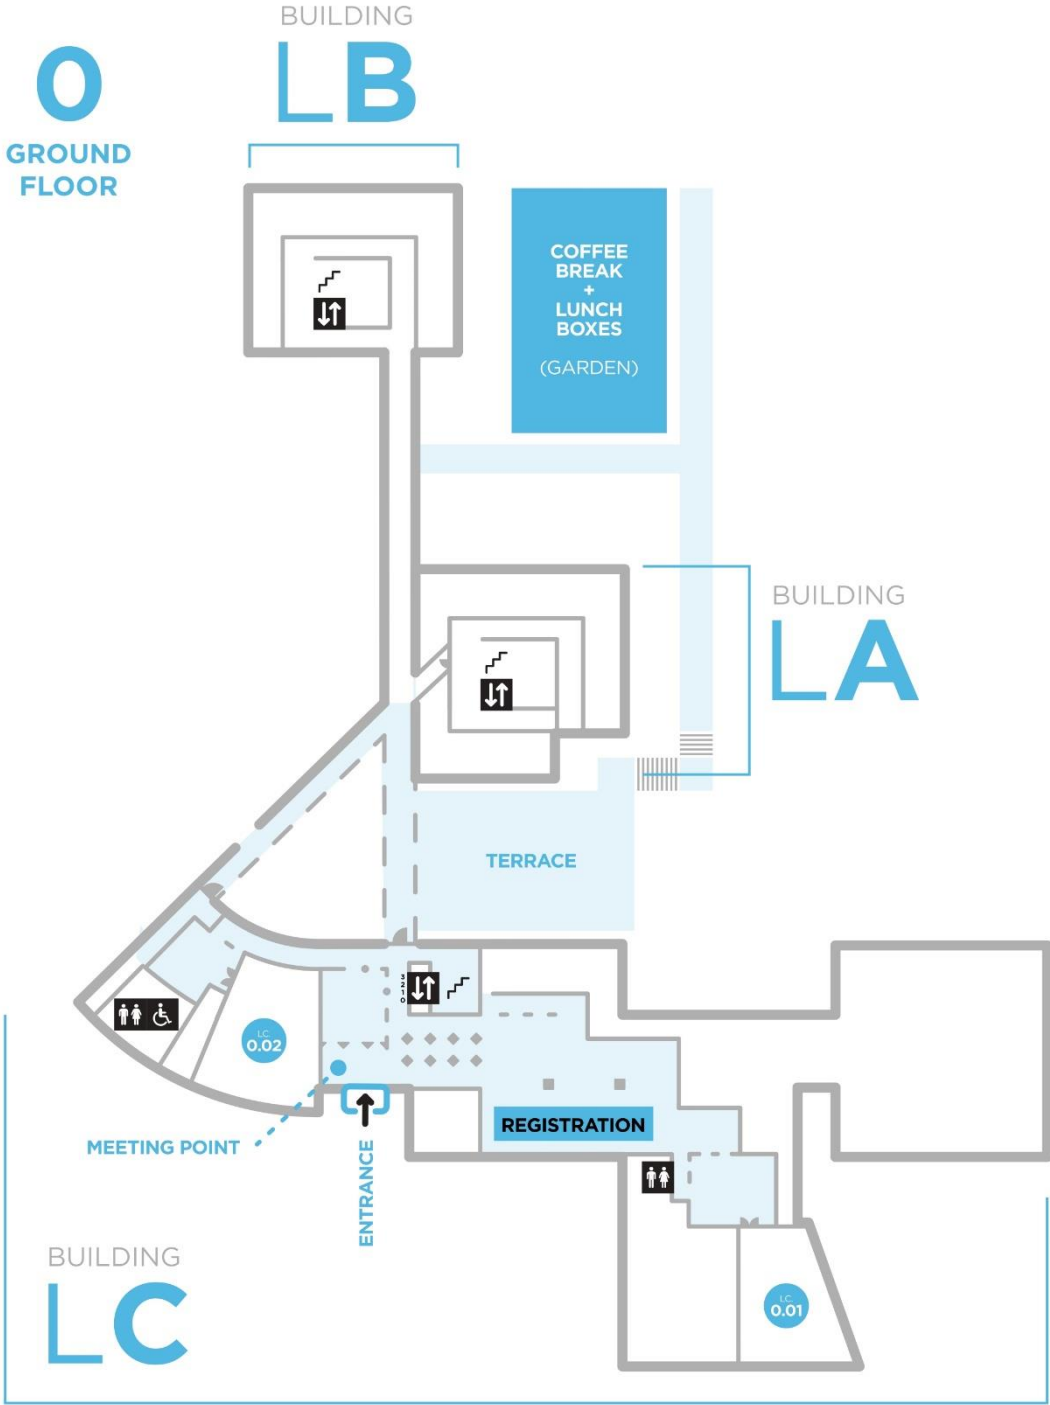 BUILDING
LB
0
GROUND
FLOOR
COFFEE
BREAK
+
LUNCH
BOXES
(GARDEN)
BUILDING
LA
TERRACE
3
2
1
0
LC.
0.02
MEETING POINT
ENTRANCE
REGISTRATION
BUILDING
LC
LC.
0.01